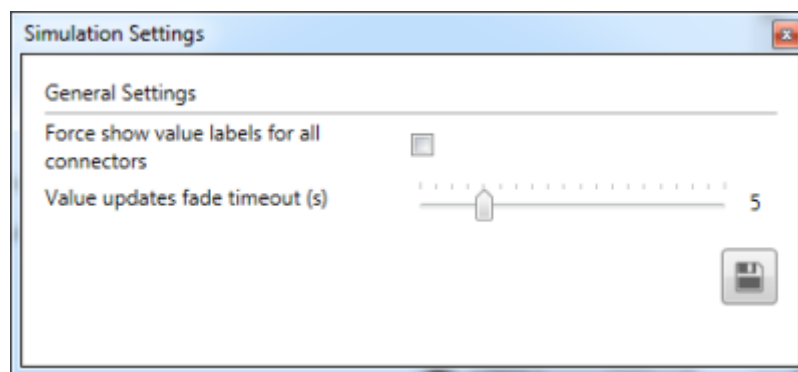 Simulation Settings
General Settings
Force show value labels for all
connectors
Value updates fade timeout (s)
5